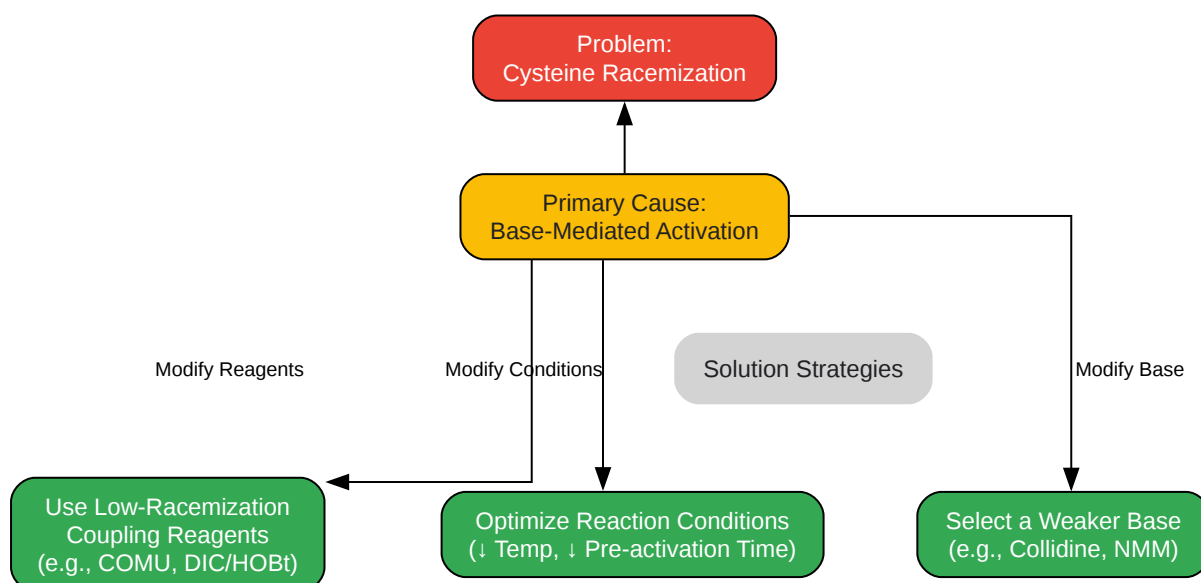 Problem:
Cysteine Racemization
Primary Cause:
Base-Mediated Activation
Modify Reagents
Modify Conditions
Solution Strategies
Modify Base
Use Low-Racemization
Coupling Reagents
(e.g., COMU, DIC/HOBt)
Optimize Reaction Conditions
(↓ Temp, ↓ Pre-activation Time)
Select a Weaker Base
(e.g., Collidine, NMM)